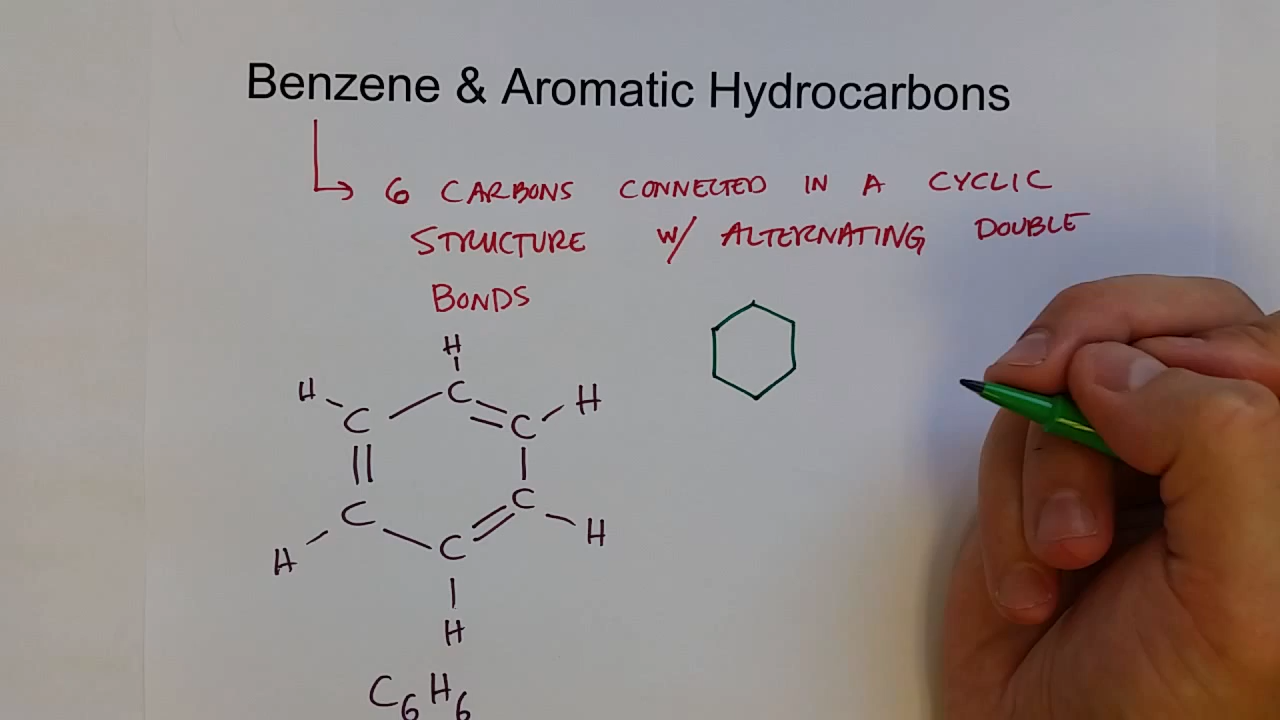 Benzene & Aromatic Hydrocarbons
6 CARBONS CONNECTED IN A CYCLIC
STRUCTURE W/ ALTERNATING DOUBLE
BONDS
H
H C C H
C C
H C H
H
C6H6